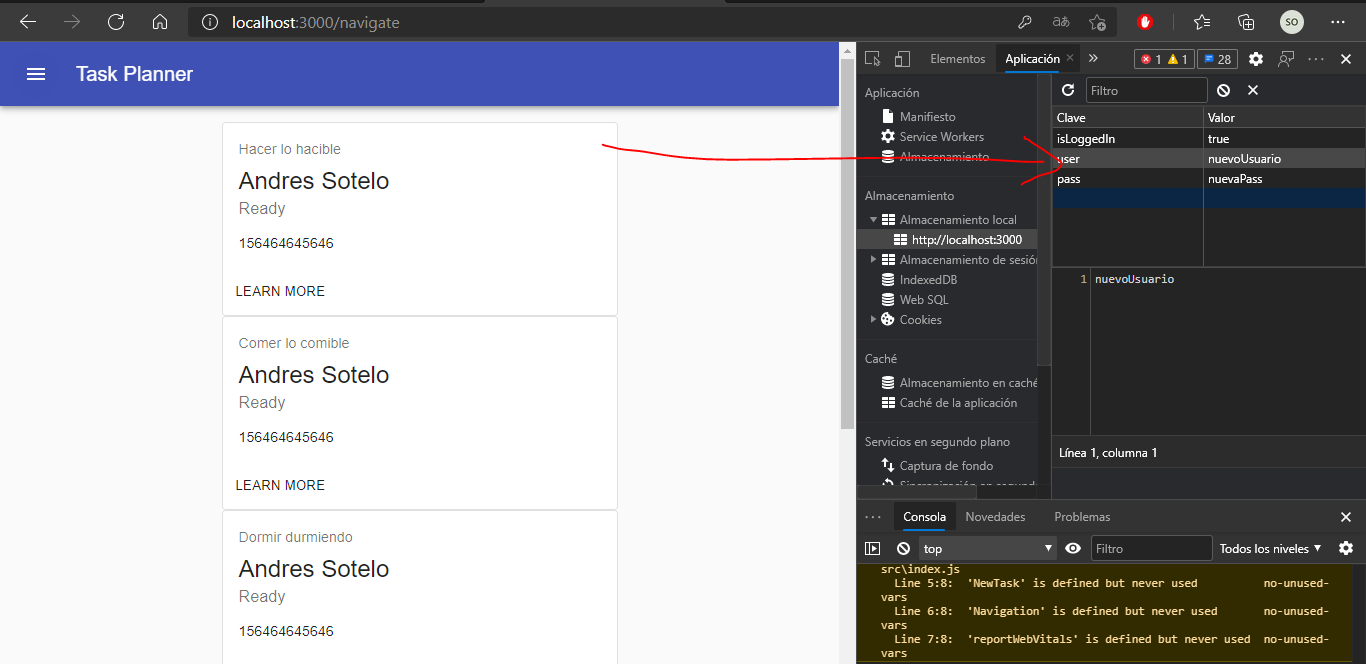 localhost:3000/navigate
SO
Task Planner
Hacer lo hacible
Andres Sotelo
Ready
156464645646
LEARN MORE
Comer lo comible
Andres Sotelo
Ready
156464645646
LEARN MORE
Dormir durmiendo
Andres Sotelo
Ready
156464645646
Elementos
Aplicación
1
1
28
Aplicación
Manifiesto
Service Workers
Almacenamiento
Almacenamiento
Almacenamiento local
http://localhost:3000
Almacenamiento de sesión
IndexedDB
Web SQL
Cookies
Caché
Almacenamiento en caché
Caché de la aplicación
Servicios en segundo plano
Captura de fondo
Sincronización en segundo
Filtro
Clave Valor
isLoggedIn true
user nuevoUsuario
pass nuevaPass
1 nuevoUsuario
Línea 1, columna 1
Consola Novedades Problemas
top
Filtro
Todos los niveles
src\index.js
Line 5:8: 'NewTask' is defined but never used no-unused-
vars
Line 6:8: 'Navigation' is defined but never used no-unused-
vars
Line 7:8: 'reportWebVitals' is defined but never used no-unused-
vars